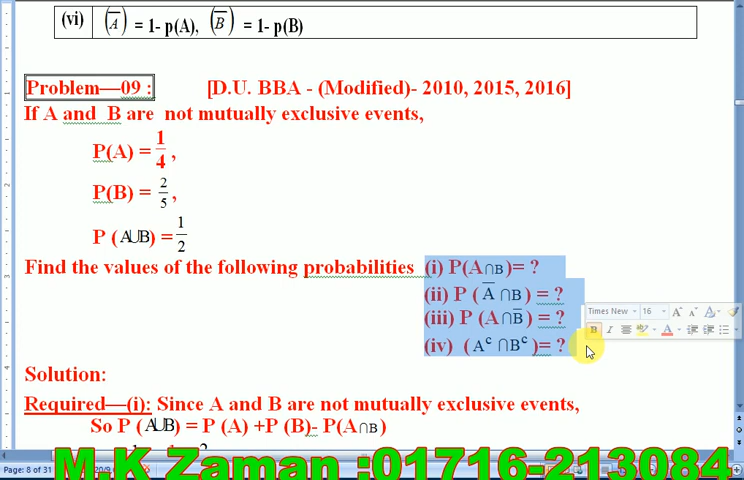 (vi) (A̅) = 1- p(A), (B̅) = 1- p(B)
Problem—09 : [D.U. BBA - (Modified)- 2010, 2015, 2016]
If A and B are not mutually exclusive events,
P(A) = 1/4 ,
P(B) = 2/5 ,
P (A∪B) = 1/2
Find the values of the following probabilities (i) P(A∩B)= ?
(ii) P ( A̅ ∩B) = ?
(iii) P (A∩B̅) = ?
Times New 16
(iv) (Aᶜ ∩Bᶜ )= ?
Solution:
Required—(i): Since A and B are not mutually exclusive events,
So P (A∪B) = P (A) +P (B)- P(A∩B)
M.K Zaman :01716-213084
Page: 8 of 31